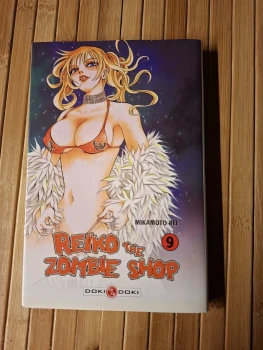 MIKAMOTO REI
REIKO THE
ZOMBIE SHOP
9
DOKI DOKI